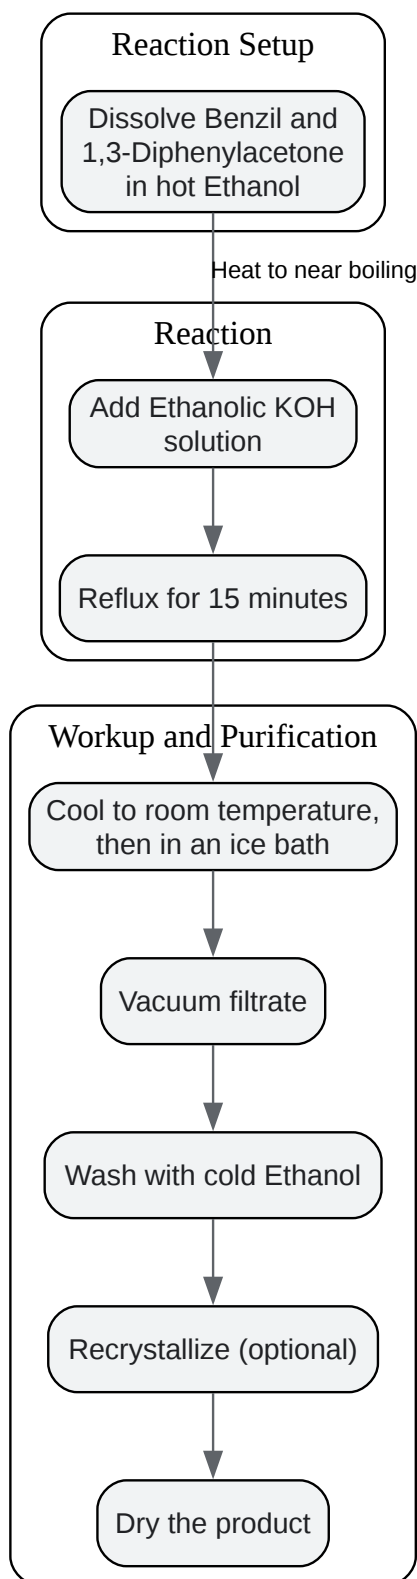 Reaction Setup
Dissolve Benzil and
1,3-Diphenylacetone
in hot Ethanol
Heat to near boiling
Reaction
Add Ethanolic KOH
solution
Reflux for 15 minutes
Workup and Purification
Cool to room temperature,
then in an ice bath
Vacuum filtrate
Wash with cold Ethanol
Recrystallize (optional)
Dry the product